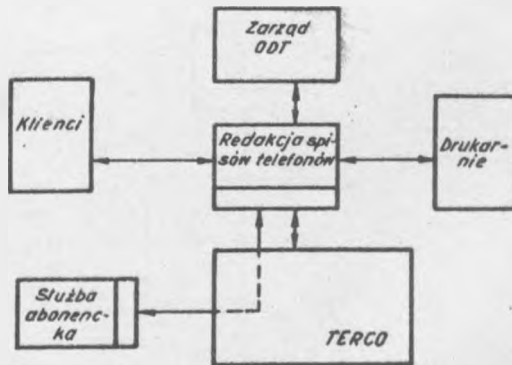 Zarząd
ODT
Klienci
Redakcja spi-
sów telefonów
Drukar-
nie
Służba
abonenc-
ka
TERCO